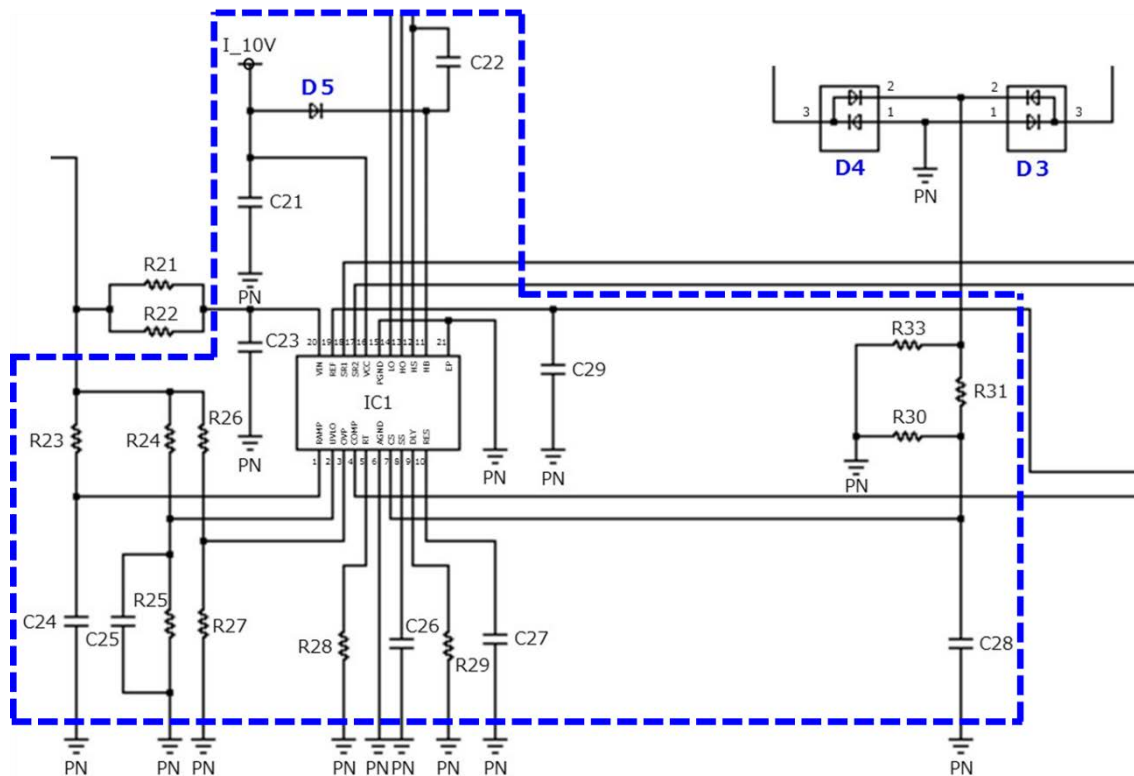 I_10V
C22
D5
C21
PN
3
2
1
D4
2
1
3
D3
PN
R21
R22
C23
PN
20 19 18 17 16 15 14 13 12 11 21
VIN REF SR1 SR2 VCC PGND LO HO HS HB EP
IC1
RAMP UVLO OVP COMP RT AGND CS SS DLY RES
1 2 3 4 5 6 7 8 9 10
PN
C29
PN
R33
R31
R30
PN
R23
R24
R26
C24
C25
R25
R27
R28
C26
R29
C27
C28
PN
PN
PN
PN
PN
PN
PN
PN
PN